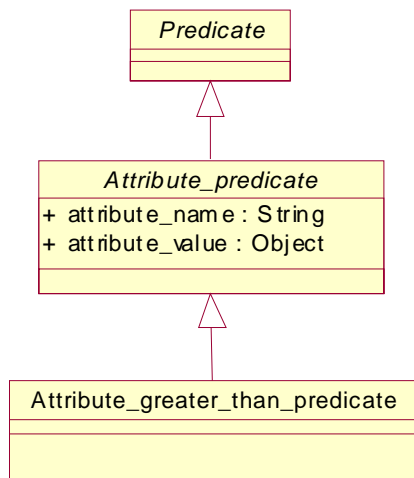 Predicate
Attribute_predicate
+ attribute_name : String
+ attribute_value : Object
Attribute_greater_than_predicate